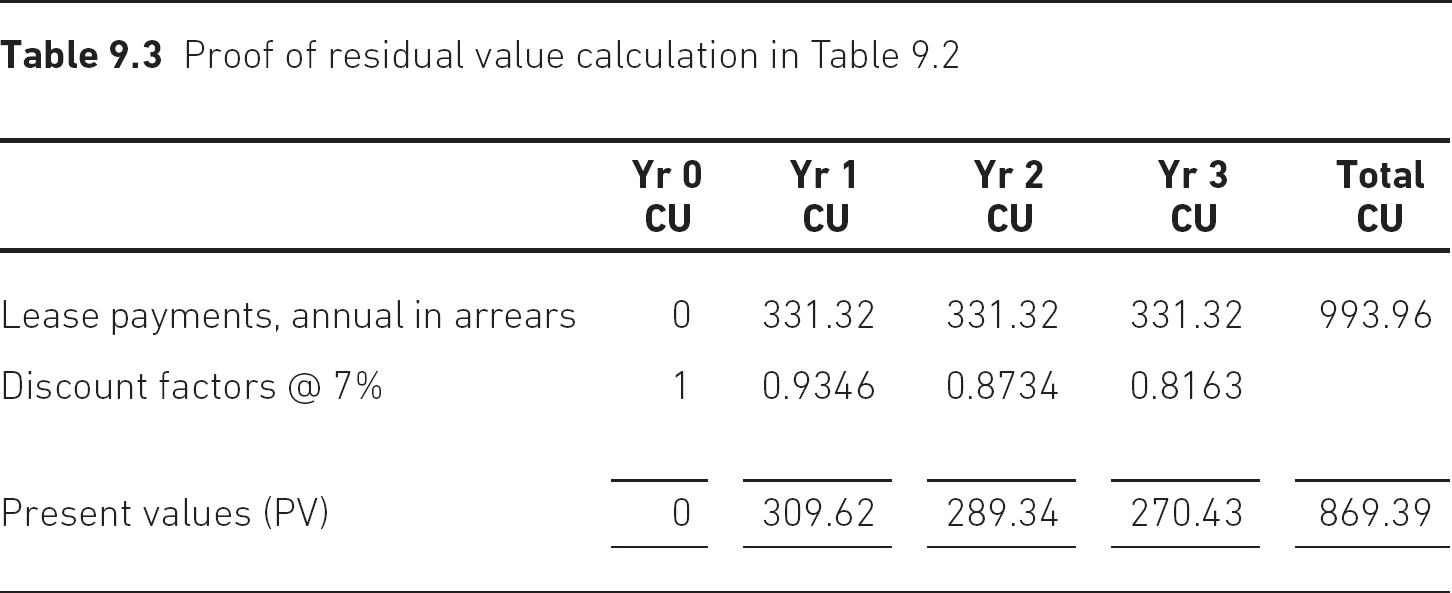 Table 9.3 Proof of residual value calculation in Table 9.2
Yr 0 Yr 1 Yr 2 Yr 3 Total
CU CU CU CU CU
Lease payments, annual in arrears 0 331.32 331.32 331.32 993.96
Discount factors @ 7% 1 0.9346 0.8734 0.8163
Present values (PV) 0 309.62 289.34 270.43 869.39